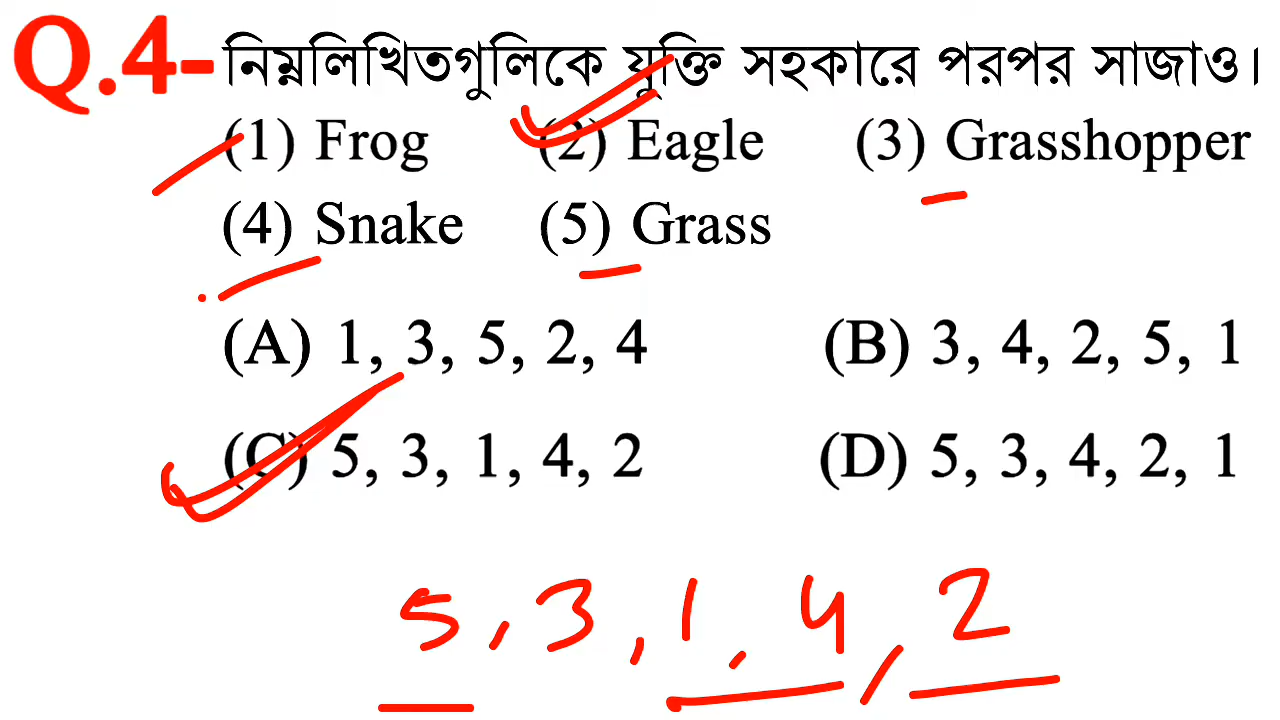 Q.4- নিম্নলিখিতগুলিকে যুক্তি সহকারে পরপর সাজাও।
(1) Frog (2) Eagle (3) Grasshopper
(4) Snake (5) Grass
(A) 1, 3, 5, 2, 4 (B) 3, 4, 2, 5, 1
(C) 5, 3, 1, 4, 2 (D) 5, 3, 4, 2, 1
5, 3, 1, 4, 2